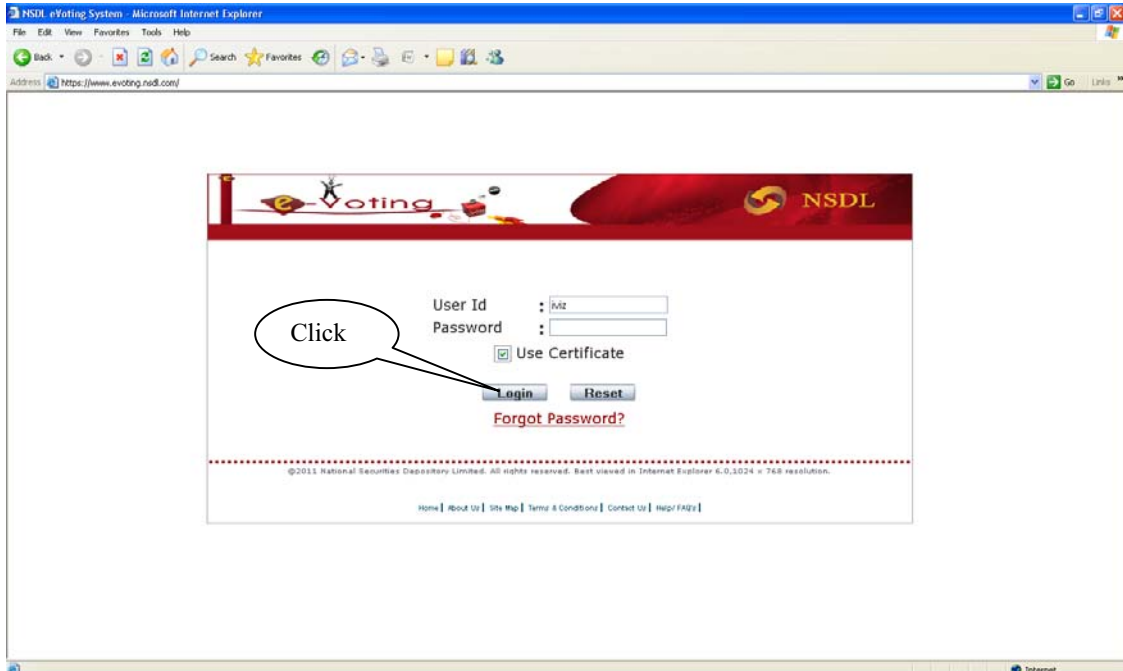 NSDL eVoting System - Microsoft Internet Explorer
File Edit View Favorites Tools Help
Back Search Favorites
Address https://www.evoting.nsdl.com/ Go Links
e-Voting NSDL
User Id : iviz
Password :
Click
Use Certificate
Login Reset
Forgot Password?
©2011 National Securities Depository Limited. All rights reserved. Best viewed in Internet Explorer 6.0,1024 x 768 resolution.
Home | About Us | Site Map | Terms & Conditions | Contact Us | Help/ FAQ's |
Internet